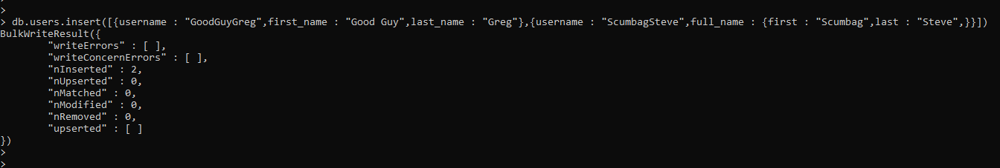 >
> db.users.insert([{username : "GoodGuyGreg",first_name : "Good Guy",last_name : "Greg"},{username : "ScumbagSteve",full_name : {first : "Scumbag",last : "Steve",}}])
BulkWriteResult({
        "writeErrors" : [ ],
        "writeConcernErrors" : [ ],
        "nInserted" : 2,
        "nUpserted" : 0,
        "nMatched" : 0,
        "nModified" : 0,
        "nRemoved" : 0,
        "upserted" : [ ]
})
>
>